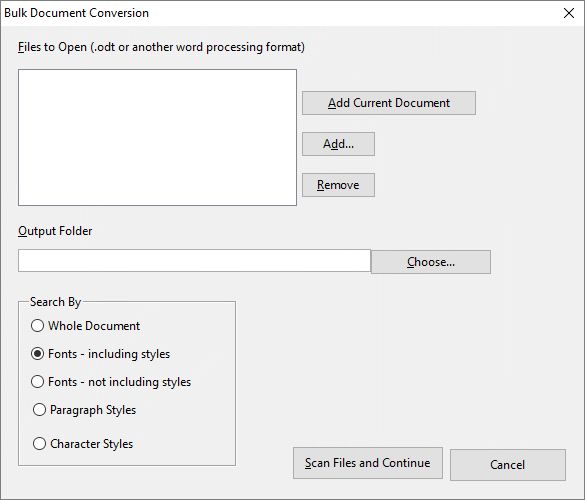 Bulk Document Conversion
Files to Open (.odt or another word processing format)
Add Current Document
Add...
Remove
Output Folder
Choose...
Search By
Whole Document
Fonts - including styles
Fonts - not including styles
Paragraph Styles
Character Styles
Scan Files and Continue
Cancel